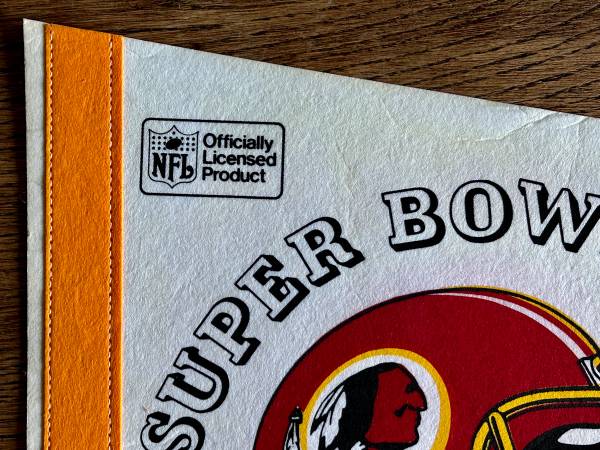 NFL
Officially
Licensed
Product
SUPER BOW